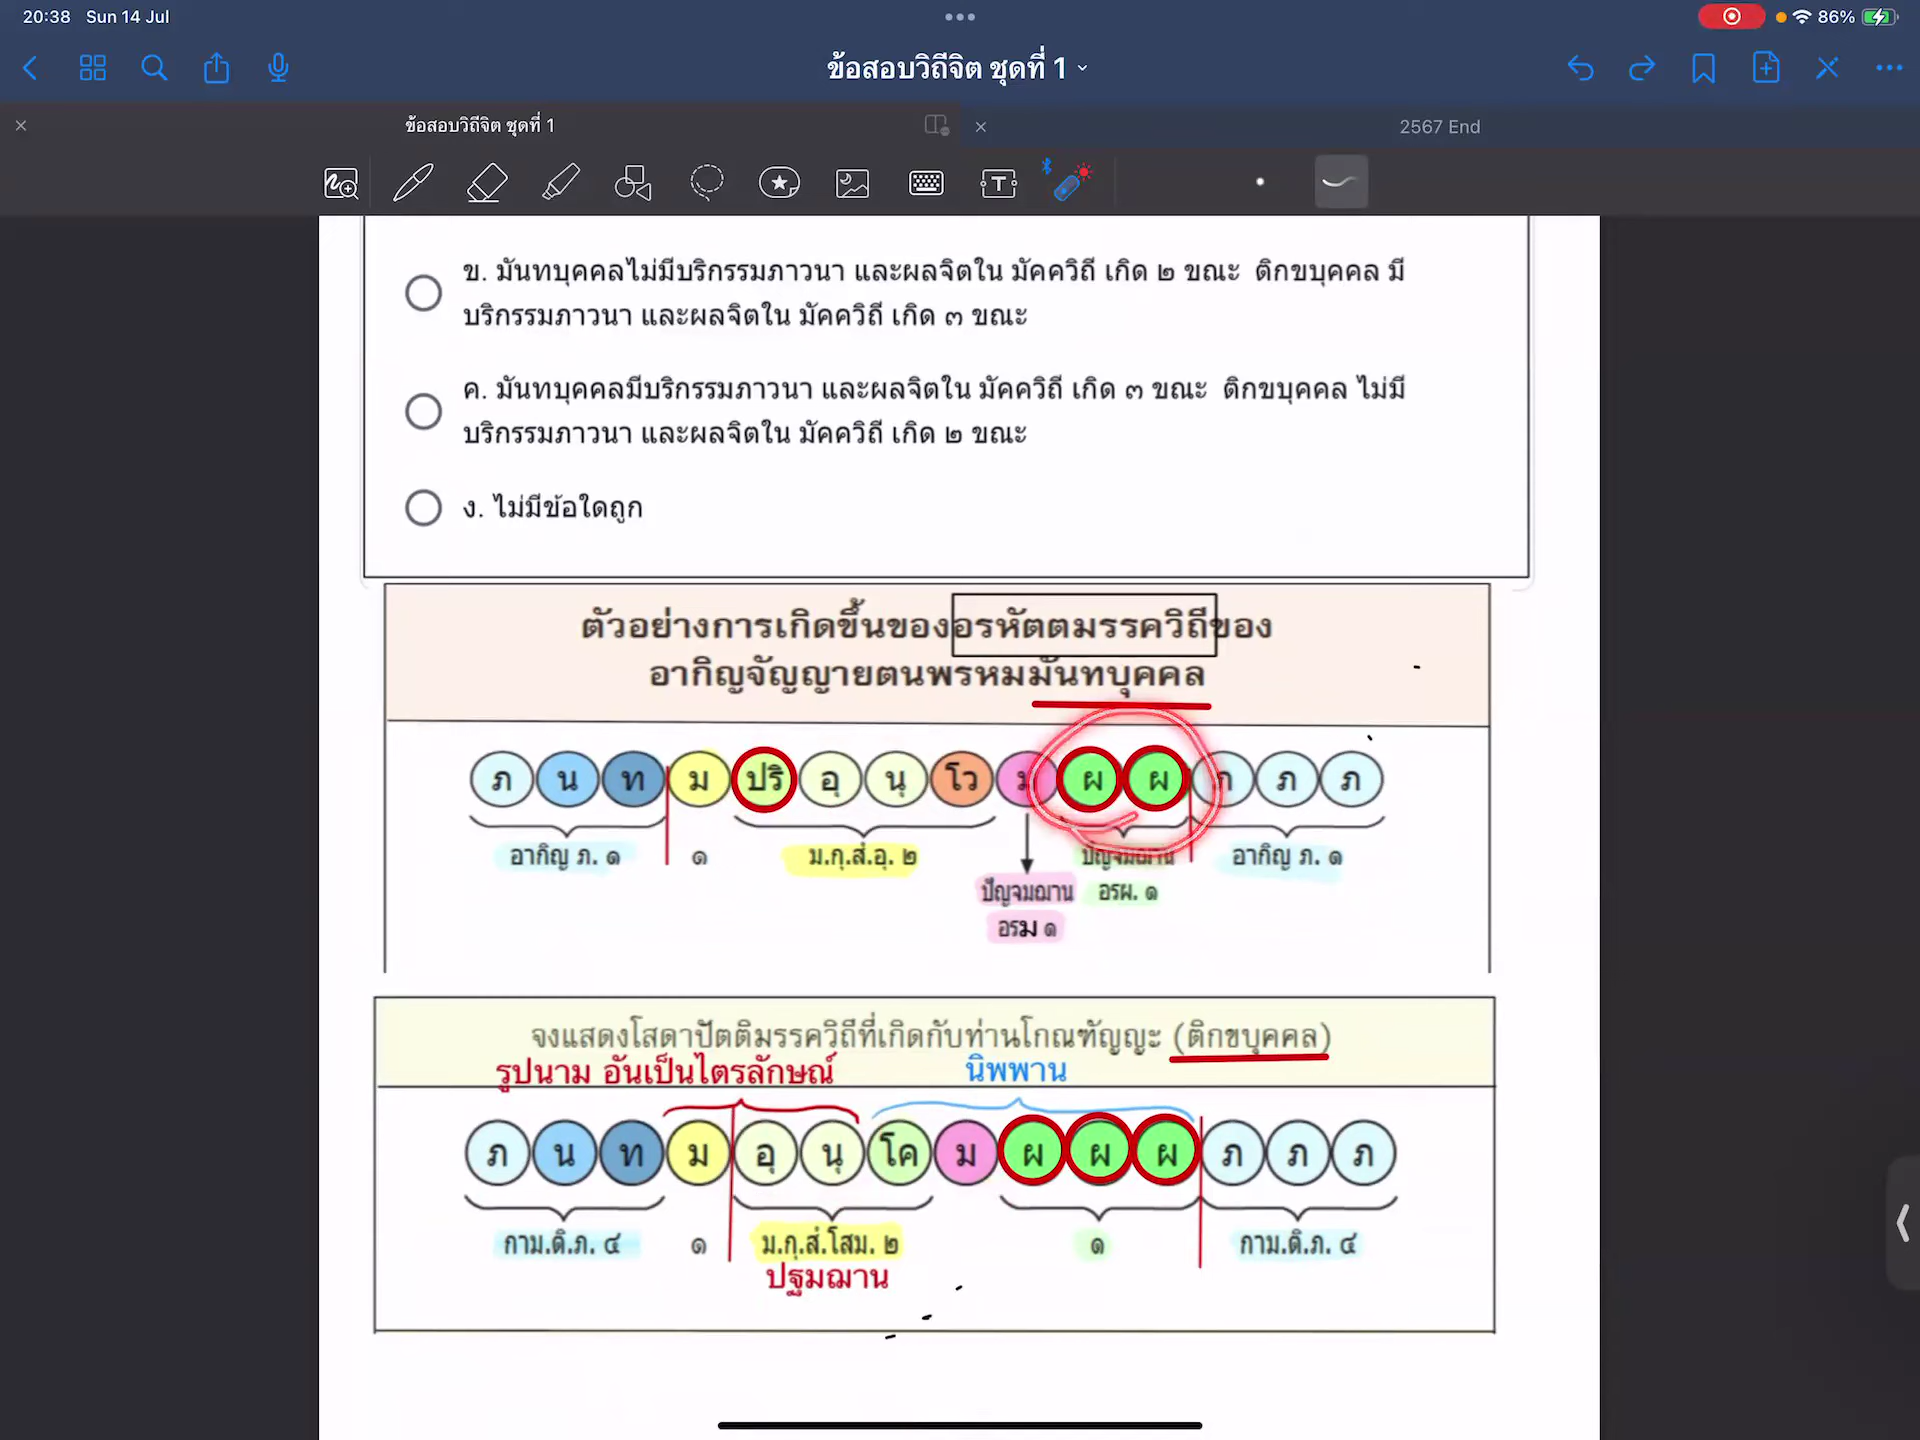 20:38 Sun 14 Jul
86%
ข้อสอบวิถีจิต ชุดที่ 1
ข้อสอบวิถีจิต ชุดที่ 1
2567 End
ข. มันทบุคคลไม่มีบริกรรมภาวนา และผลจิตใน มัคควิถี เกิด ๒ ขณะ ติกขบุคคล มี
บริกรรมภาวนา และผลจิตใน มัคควิถี เกิด ๓ ขณะ
ค. มันทบุคคลมีบริกรรมภาวนา และผลจิตใน มัคควิถี เกิด ๓ ขณะ ติกขบุคคล ไม่มี
บริกรรมภาวนา และผลจิตใน มัคควิถี เกิด ๒ ขณะ
ง. ไม่มีข้อใดถูก
ตัวอย่างการเกิดขึ้นของอรหัตตมรรควิถีของ
อากิญจัญญายตนพรหมมันทบุคคล
ภ น ท ม ปริ อุ นุ โว ม ผ ผ ภ ภ ภ
อากิญ ภ. ๑ ๑ ม.กุ.ส์.อุ. ๒ ปัญจมฌาน อากิญ ภ. ๑
ปัญจมฌาน อรผ. ๑
อรม ๑
จงแสดงโสดาปัตติมรรควิถีที่เกิดกับท่านโกณฑัญญะ (ติกขบุคคล)
รูปนาม อันเป็นไตรลักษณ์ นิพพาน
ภ น ท ม อุ นุ โค ม ผ ผ ผ ภ ภ ภ
กาม.ดิ.ภ. ๔ ๑ ม.กุ.ส์.โสม. ๒ ๑ กาม.ดิ.ภ. ๔
ปฐมฌาน